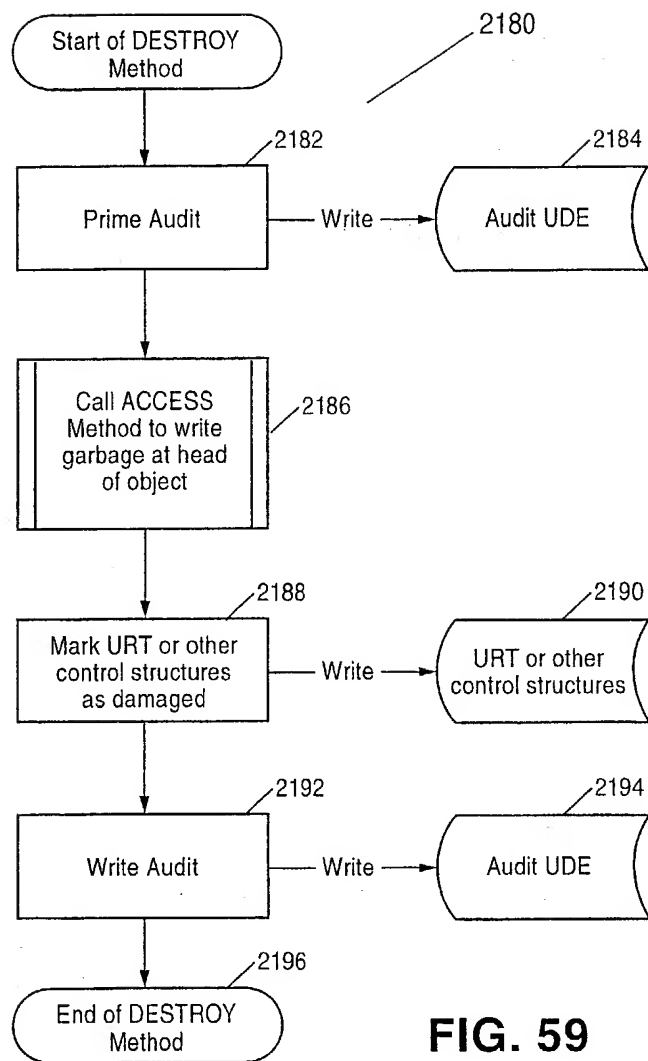 Start of DESTROY
Method
2180
2182
Prime Audit
Write
2184
Audit UDE
Call ACCESS
Method to write
garbage at head
of object
2186
2188
Mark URT or other
control structures
as damaged
Write
2190
URT or other
control structures
2192
Write Audit
Write
2194
Audit UDE
2196
End of DESTROY
Method
FIG. 59